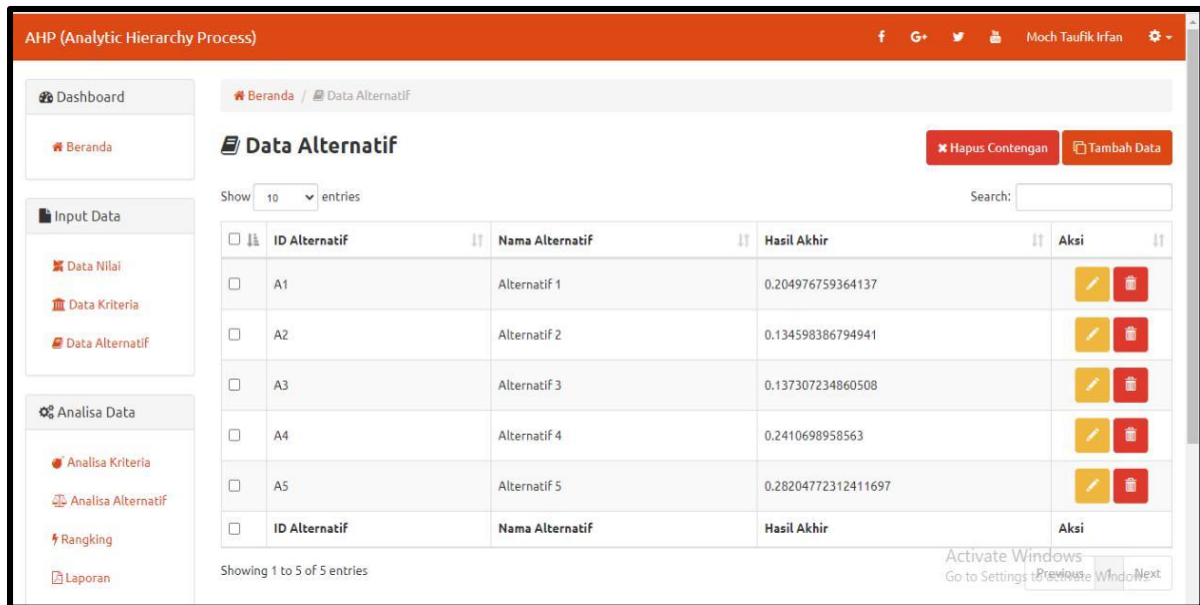 AHP (Analytic Hierarchy Process)
Moch Taufik Irfan
Dashboard
Beranda
Input Data
Data Nilai
Data Kriteria
Data Alternatif
Analisa Data
Analisa Kriteria
Analisa Alternatif
Rangking
Laporan
Beranda / Data Alternatif
Data Alternatif
Hapus Contengan Tambah Data
Show 10 entries Search:
ID Alternatif Nama Alternatif Hasil Akhir Aksi
A1 Alternatif 1 0.204976759364137
A2 Alternatif 2 0.134598386794941
A3 Alternatif 3 0.137307234860508
A4 Alternatif 4 0.2410698958563
A5 Alternatif 5 0.28204772312411697
ID Alternatif Nama Alternatif Hasil Akhir Aksi
Showing 1 to 5 of 5 entries
Previous 1 Next
Activate Windows
Go to Settings to activate Windows.